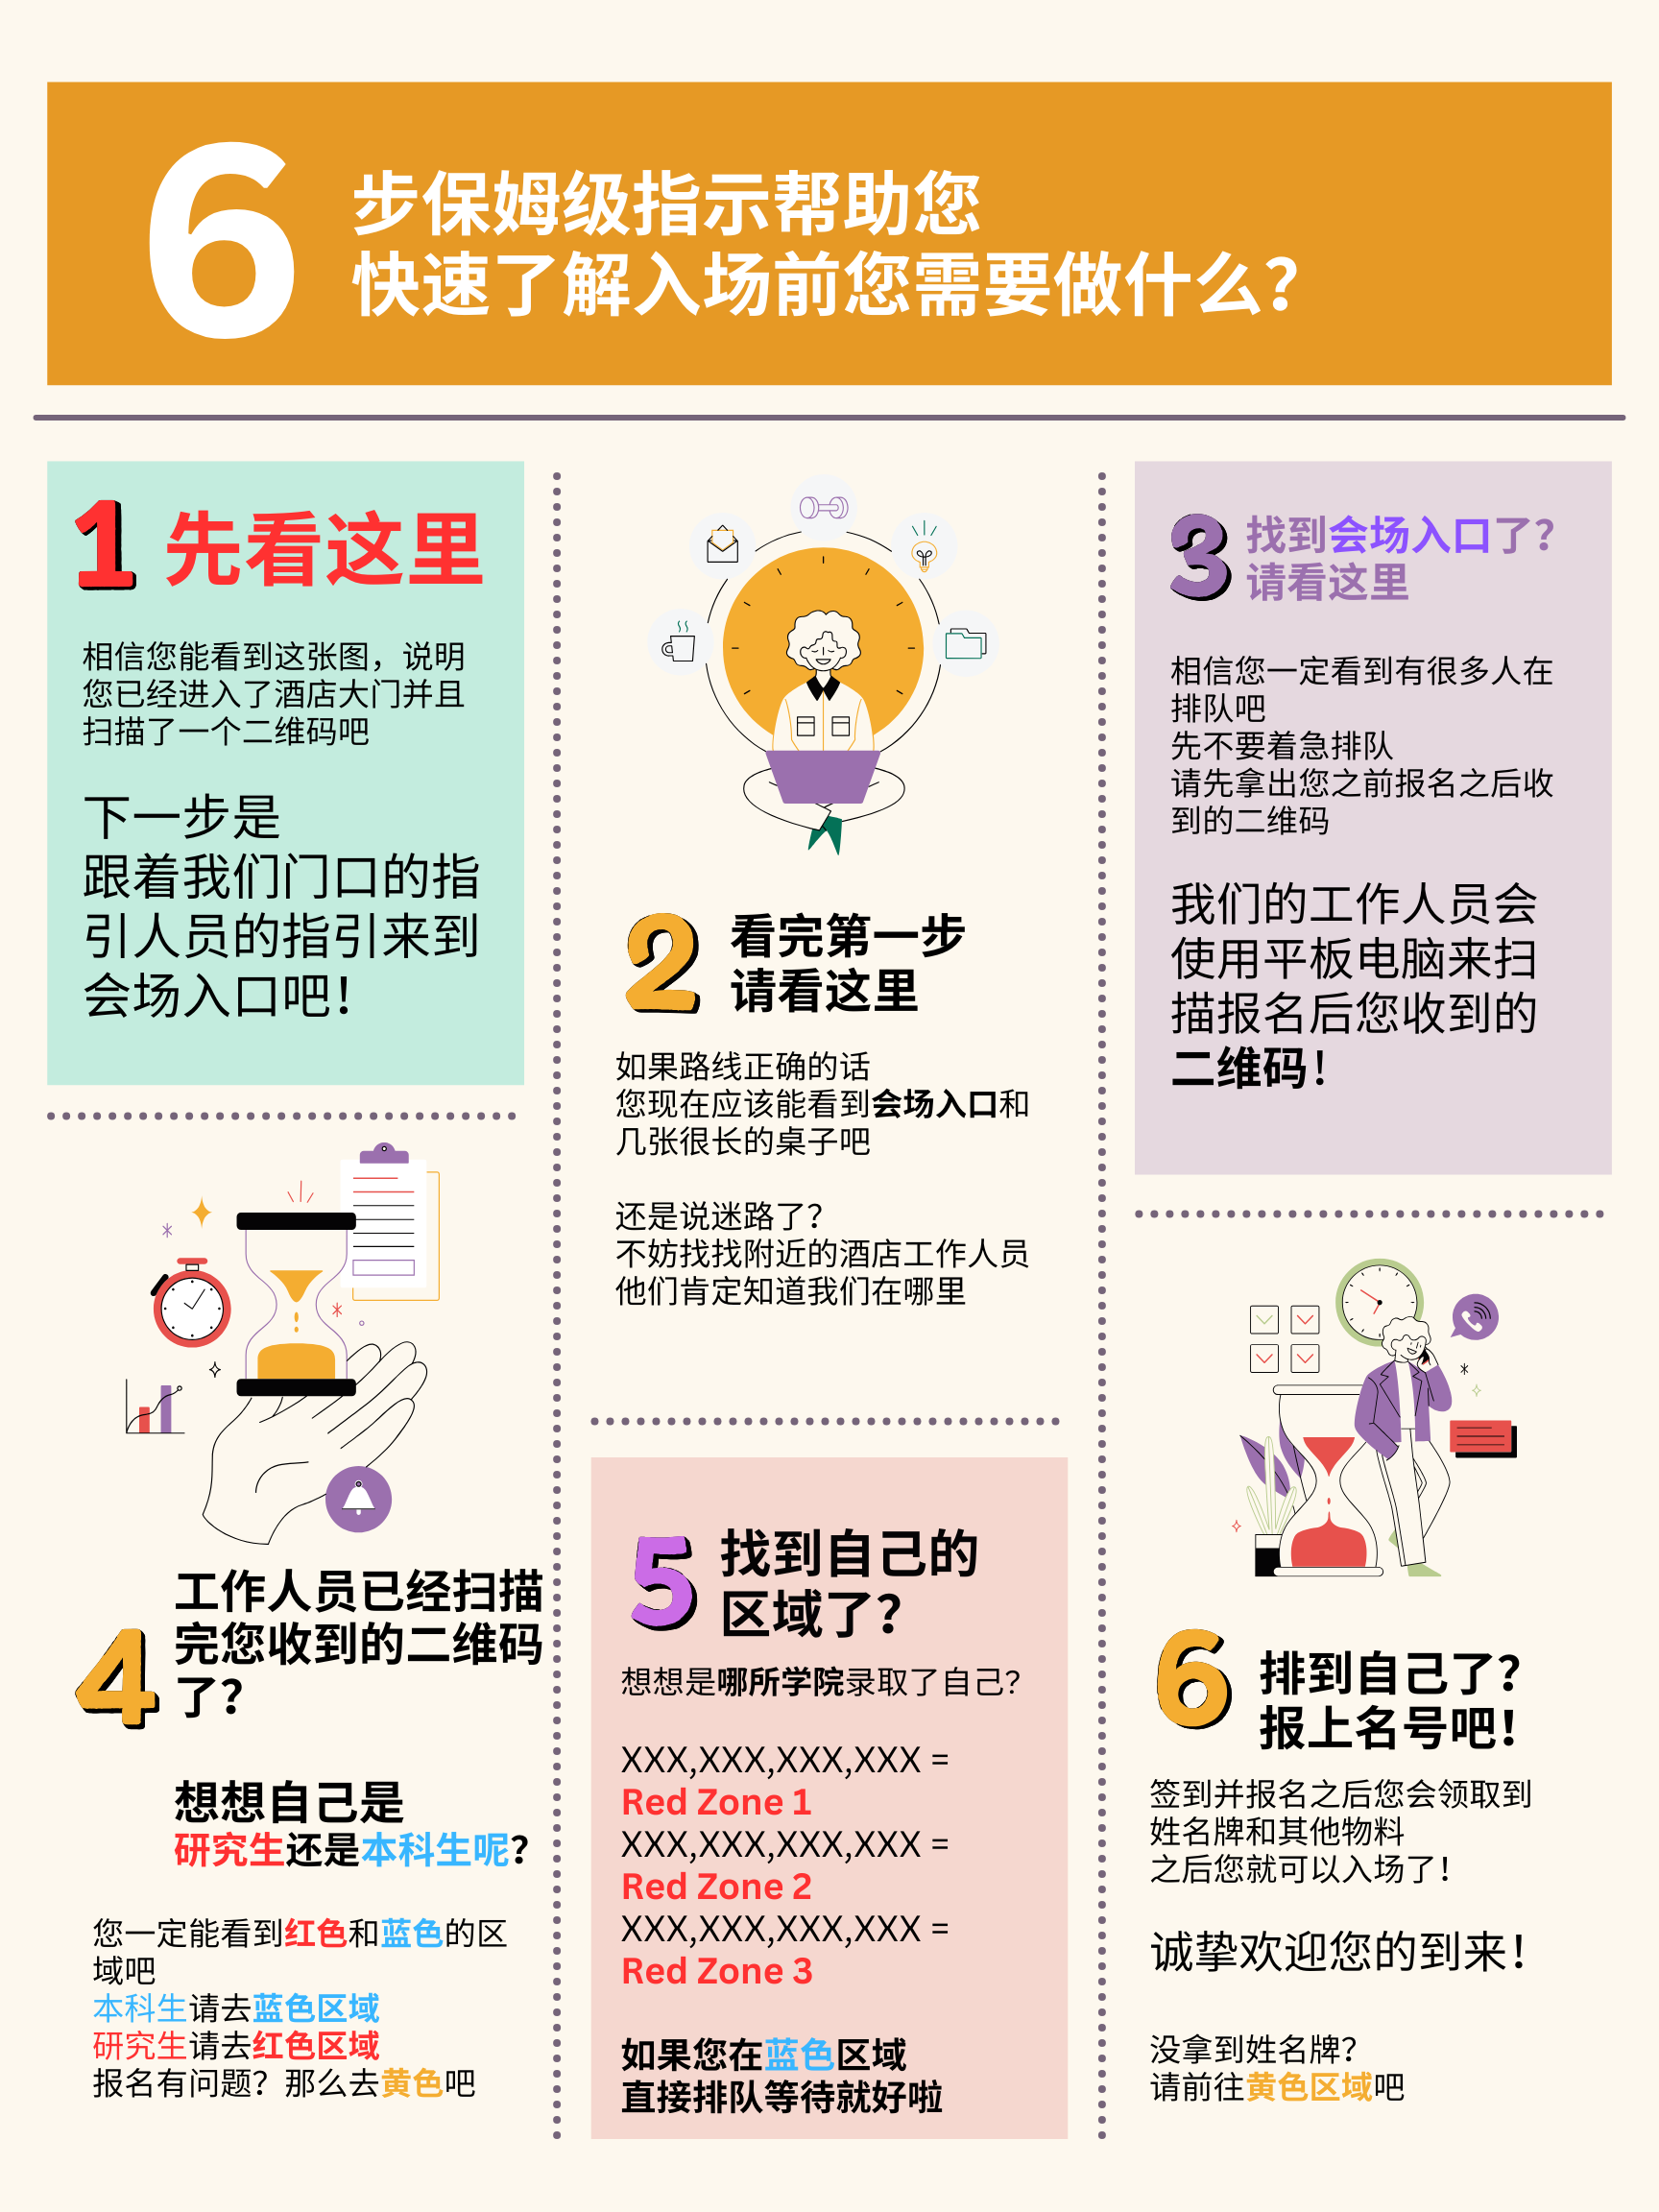 6
步保姆级指示帮助您
快速了解入场前您需要做什么？
1 先看这里
相信您能看到这张图，说明
您已经进入了酒店大门并且
扫描了一个二维码吧
下一步是
跟着我们门口的指
引人员的指引来到
会场入口吧！
2 看完第一步
请看这里
如果路线正确的话
您现在应该能看到会场入口和
几张很长的桌子吧
还是说迷路了？
不妨找找附近的酒店工作人员
他们肯定知道我们在哪里
3 找到会场入口了？
请看这里
相信您一定看到有很多人在
排队吧
先不要着急排队
请先拿出您之前报名之后收
到的二维码
我们的工作人员会
使用平板电脑来扫
描报名后您收到的
二维码！
4 工作人员已经扫描
完您收到的二维码
了？
想想自己是
研究生还是本科生呢？
您一定能看到红色和蓝色的区
域吧
本科生请去蓝色区域
研究生请去红色区域
报名有问题？那么去黄色吧
5 找到自己的
区域了？
想想是哪所学院录取了自己？
XXX,XXX,XXX,XXX =
Red Zone 1
XXX,XXX,XXX,XXX =
Red Zone 2
XXX,XXX,XXX,XXX =
Red Zone 3
如果您在蓝色区域
直接排队等待就好啦
6 排到自己了？
报上名号吧！
签到并报名之后您会领取到
姓名牌和其他物料
之后您就可以入场了！
诚挚欢迎您的到来！
没拿到姓名牌？
请前往黄色区域吧